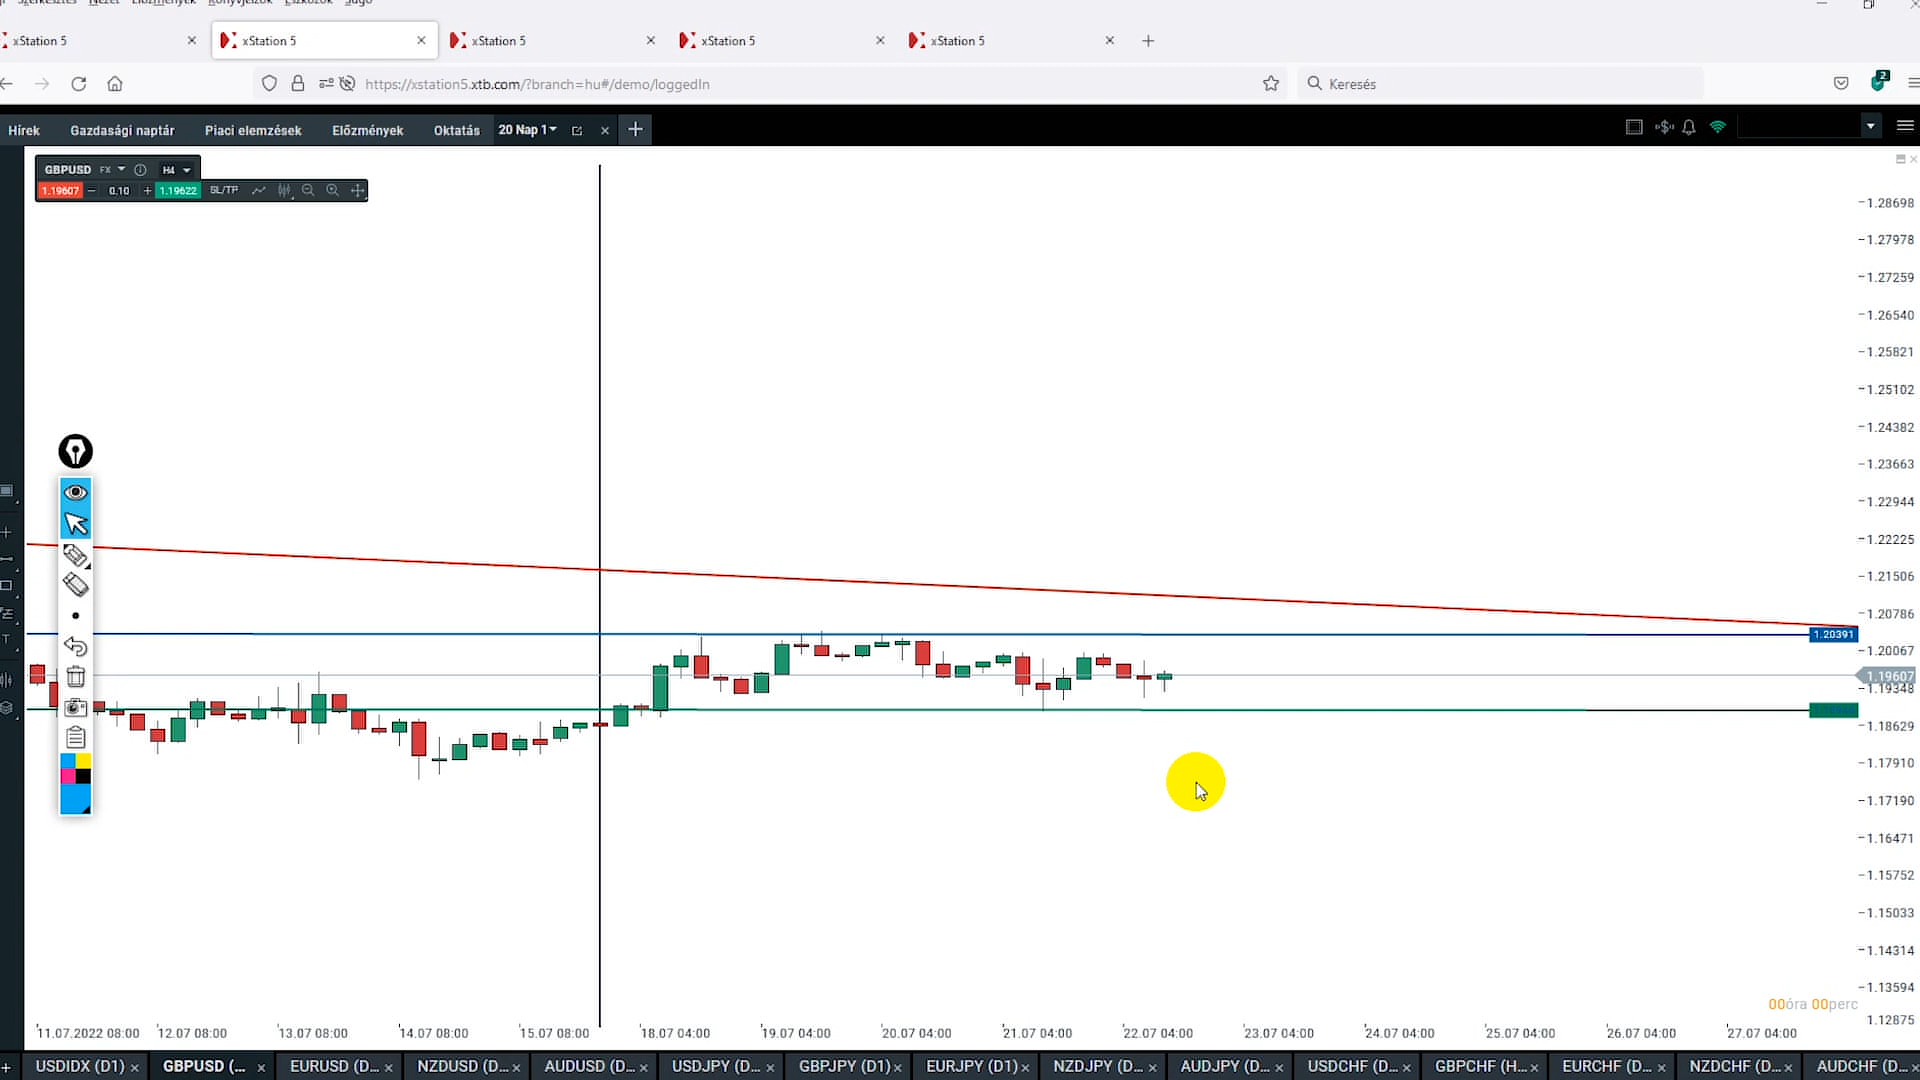 Szerkesztés Nézet Előzmények Könyvjelzők Eszközök Súgó
xStation 5
xStation 5
xStation 5
xStation 5
xStation 5
https://xstation5.xtb.com/?branch=hu#/demo/loggedIn
Keresés
2
Hírek Gazdasági naptár Piaci elemzések Előzmények Oktatás 20 Nap 1
GBPUSD FX H4
1.19607 0.10 1.19622 SL/TP
1.28698
1.27978
1.27259
1.26540
1.25821
1.25102
1.24382
1.23663
1.22944
1.22225
1.21506
1.20786
1.20391
1.20067
1.19607
1.19348
1.18629
1.17910
1.17190
1.16471
1.15752
1.15033
1.14314
1.13594
1.12875
00óra 00perc
11.07.2022 08:00 12.07 08:00 13.07 08:00 14.07 08:00 15.07 08:00 18.07 04:00 19.07 04:00 20.07 04:00 21.07 04:00 22.07 04:00 23.07 04:00 24.07 04:00 25.07 04:00 26.07 04:00 27.07 04:00
USDIDX (D1) GBPUSD (... EURUSD (D... NZDUSD (D... AUDUSD (D... USDJPY (D... GBPJPY (D1) EURJPY (D1) NZDJPY (D... AUDJPY (D... USDCHF (D... GBPCHF (H... EURCHF (D... NZDCHF (D... AUDCHF (D...